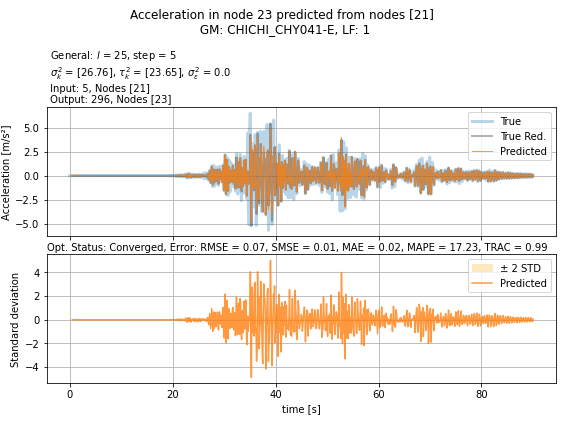 Acceleration in node 23 predicted from nodes [21]
GM: CHICHI_CHY041-E, LF: 1
General: l = 25, step = 5
σ²ₖ = [26.76], τ²ₖ = [23.65], σ²ε = 0.0
Input: 5, Nodes [21]
Output: 296, Nodes [23]
Acceleration [m/s²]
5.0
2.5
0.0
−2.5
−5.0
True
True Red.
Predicted
Opt. Status: Converged, Error: RMSE = 0.07, SMSE = 0.01, MAE = 0.02, MAPE = 17.23, TRAC = 0.99
Standard deviation
4
2
0
−2
−4
± 2 STD
Predicted
0 20 40 60 80
time [s]